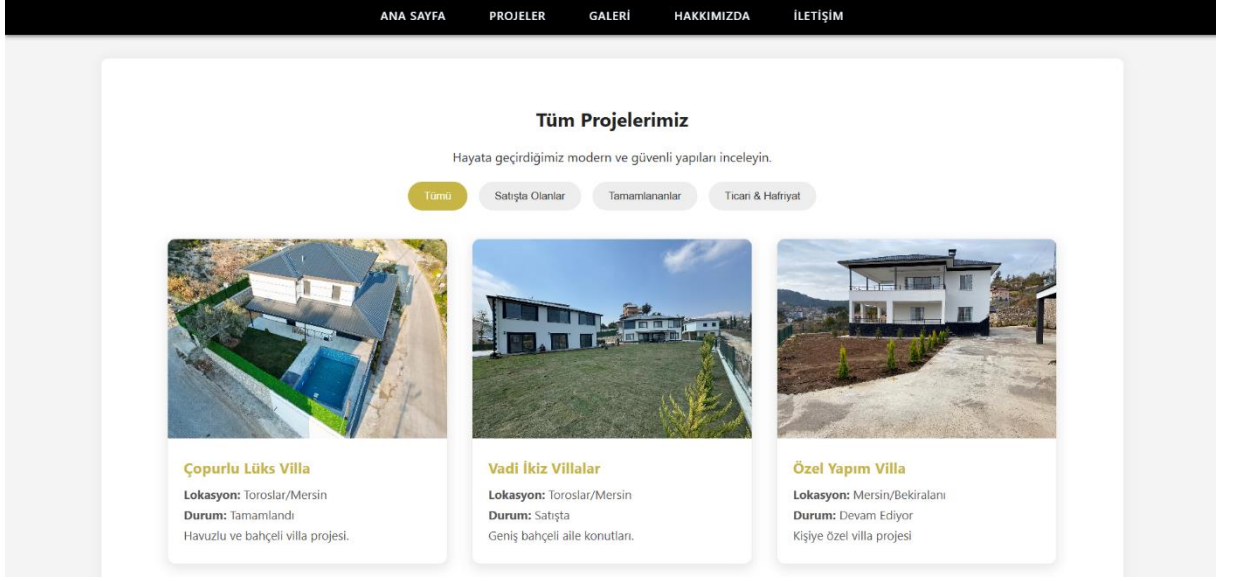 ANA SAYFA PROJELER GALERİ HAKKIMIZDA İLETİŞİM
Tüm Projelerimiz
Hayata geçirdiğimiz modern ve güvenli yapıları inceleyin.
Tümü Satışta Olanlar Tamamlananlar Ticari & Hafriyat
Çopurlu Lüks Villa
Lokasyon: Toroslar/Mersin
Durum: Tamamlandı
Havuzlu ve bahçeli villa projesi.
Vadi İkiz Villalar
Lokasyon: Toroslar/Mersin
Durum: Satışta
Geniş bahçeli aile konutları.
Özel Yapım Villa
Lokasyon: Mersin/Bekiralanı
Durum: Devam Ediyor
Kişiye özel villa projesi